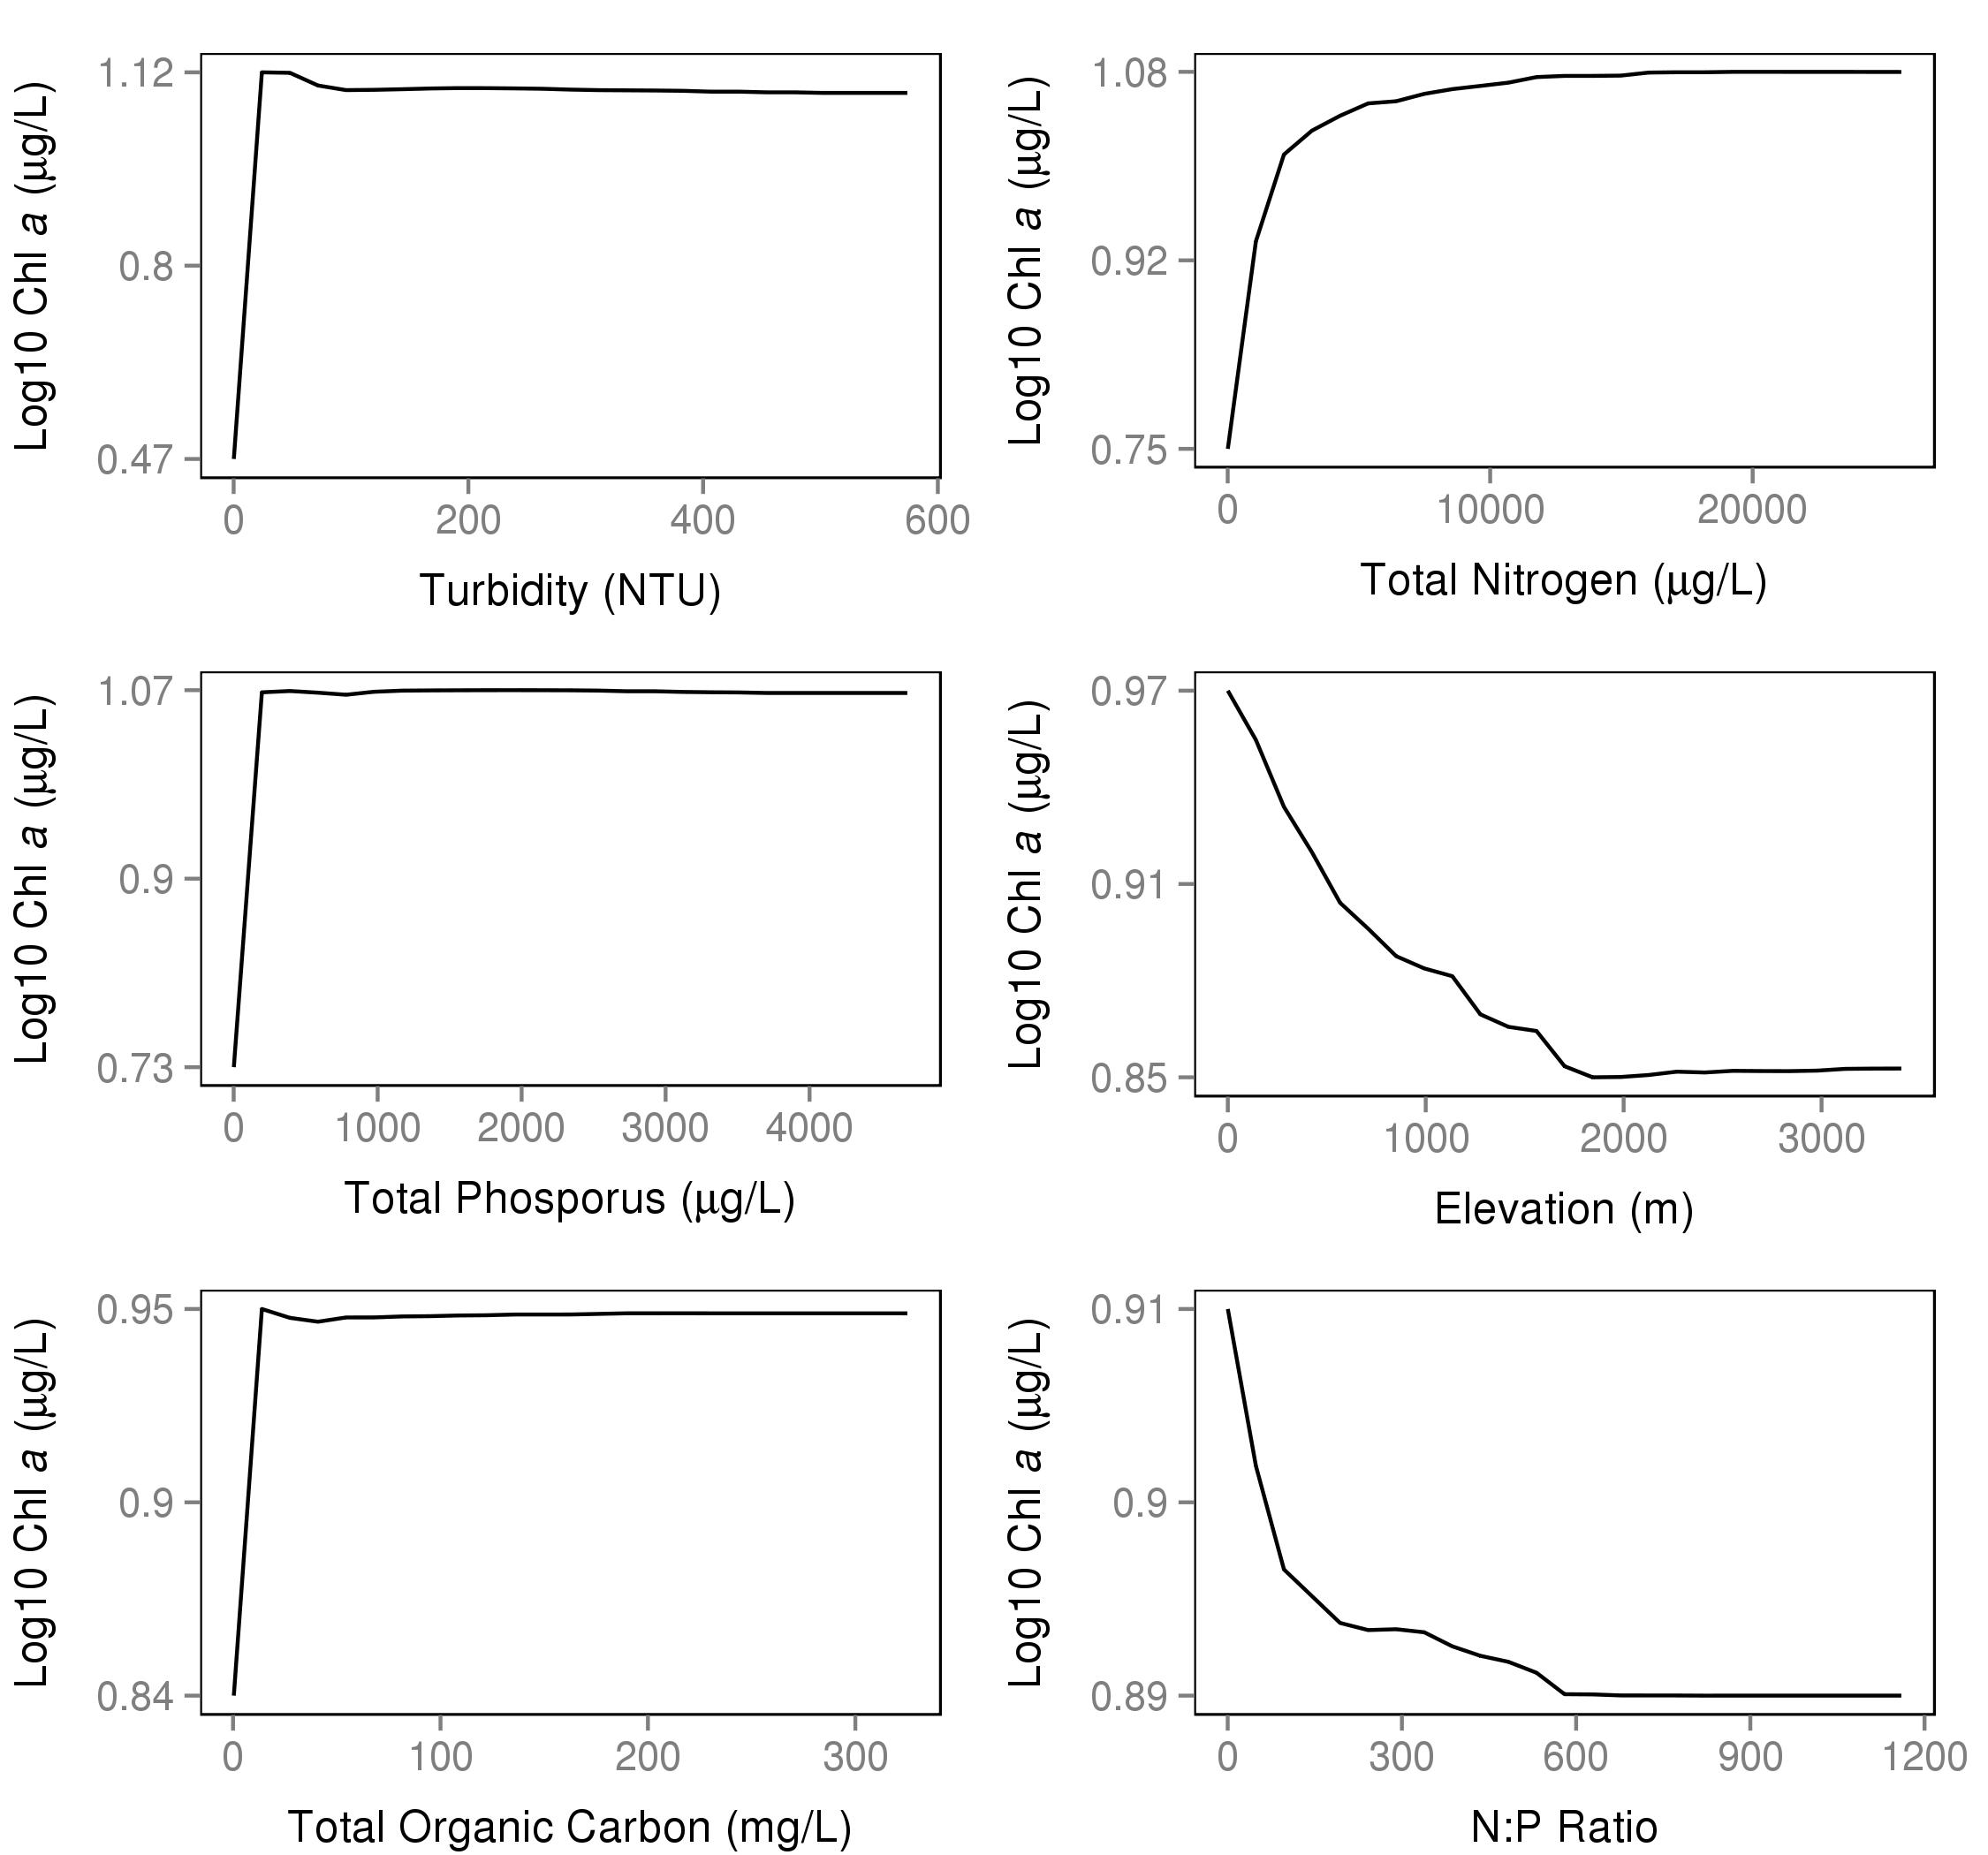 Log10 Chl a (µg/L)
1.12
0.8
0.47
0 200 400 600
Turbidity (NTU)
Log10 Chl a (µg/L)
1.08
0.92
0.75
0 10000 20000
Total Nitrogen (µg/L)
Log10 Chl a (µg/L)
1.07
0.9
0.73
0 1000 2000 3000 4000
Total Phosporus (µg/L)
Log10 Chl a (µg/L)
0.97
0.91
0.85
0 1000 2000 3000
Elevation (m)
Log10 Chl a (µg/L)
0.95
0.9
0.84
0 100 200 300
Total Organic Carbon (mg/L)
Log10 Chl a (µg/L)
0.91
0.9
0.89
0 300 600 900 1200
N:P Ratio